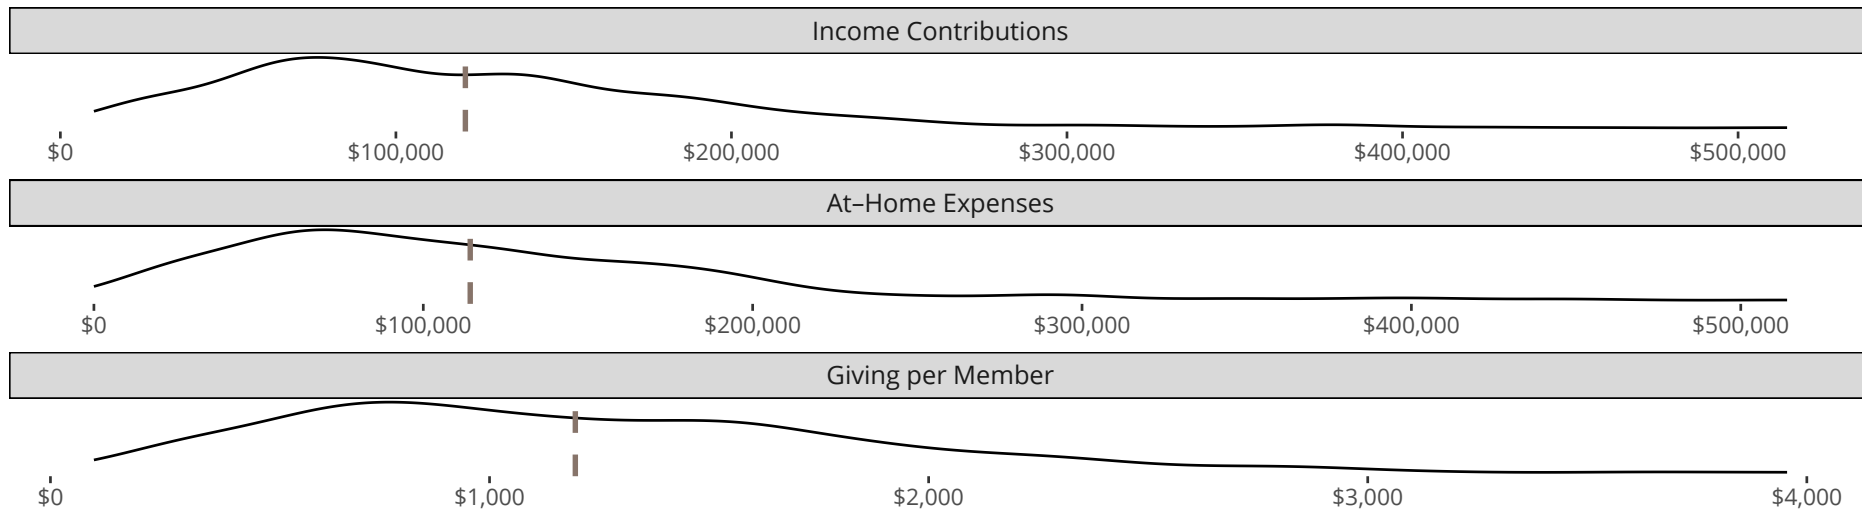 Income Contributions
$0 $100,000 $200,000 $300,000 $400,000 $500,000
At–Home Expenses
$0 $100,000 $200,000 $300,000 $400,000 $500,000
Giving per Member
$0 $1,000 $2,000 $3,000 $4,000